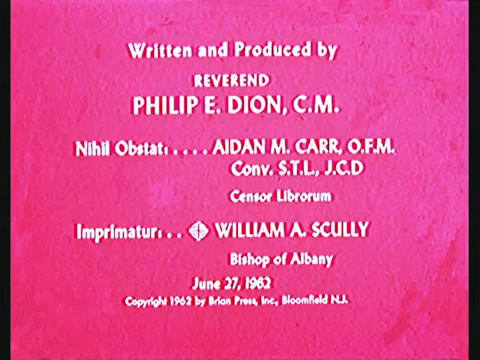 Written and Produced by
REVEREND
PHILIP E. DION, C.M.
Nihil Obstat: . . . . AIDAN M. CARR, O.F.M.
Conv. S.T.L., J.C.D
Censor Librorum
Imprimatur: . . WILLIAM A. SCULLY
Bishop of Albany
June 27, 1962
Copyright 1962 by Brion Press, Inc., Bloomfield N.J.